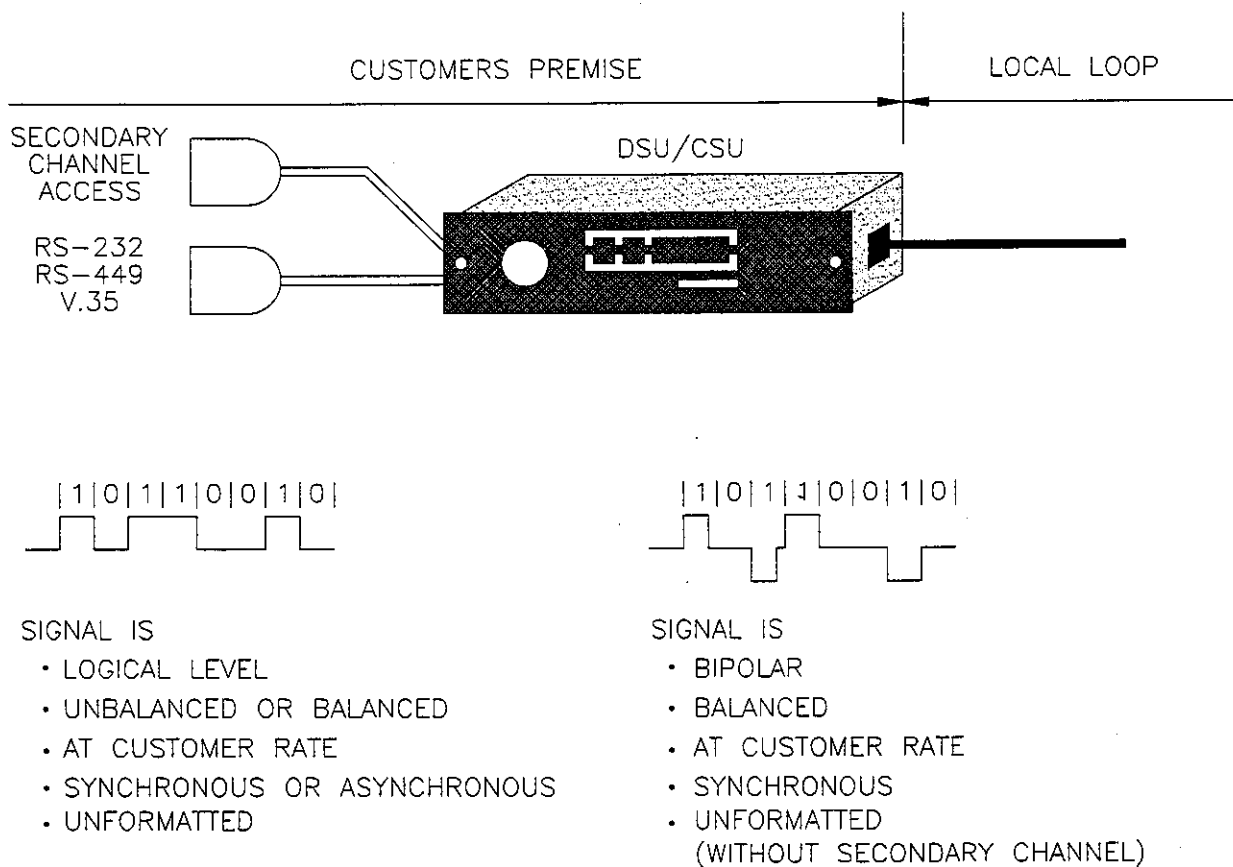 CUSTOMERS PREMISE
LOCAL LOOP
SECONDARY
CHANNEL
ACCESS
DSU/CSU
RS-232
RS-449
V.35
|1|0|1|1|0|0|1|0|
|1|0|1|1|0|0|1|0|
SIGNAL IS
• LOGICAL LEVEL
• UNBALANCED OR BALANCED
• AT CUSTOMER RATE
• SYNCHRONOUS OR ASYNCHRONOUS
• UNFORMATTED
SIGNAL IS
• BIPOLAR
• BALANCED
• AT CUSTOMER RATE
• SYNCHRONOUS
• UNFORMATTED
(WITHOUT SECONDARY CHANNEL)